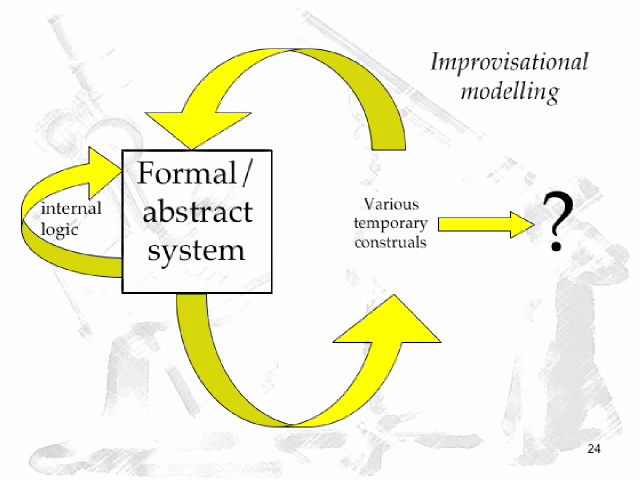 Improvisational
modelling
Formal/
abstract
system
internal
logic
Various
temporary
construals
?
24